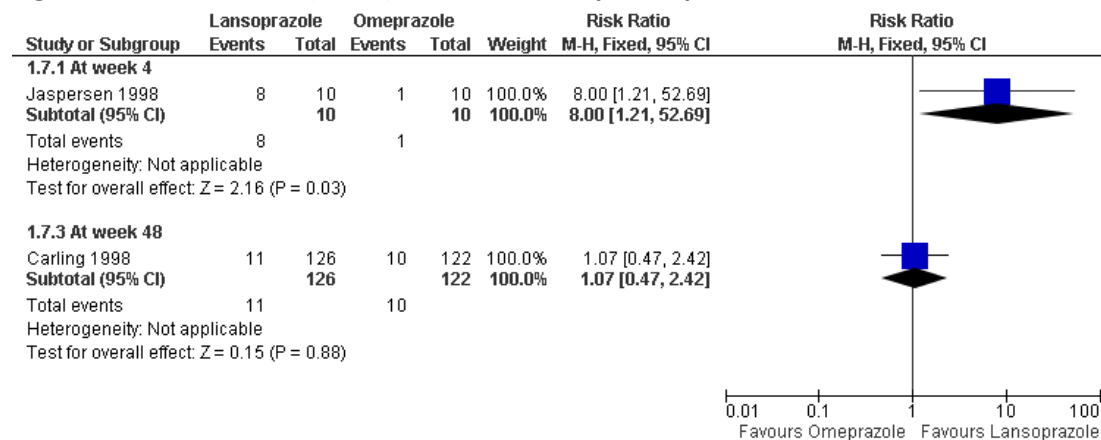 Lansoprazole Omeprazole Risk Ratio Risk Ratio
Study or Subgroup Events Total Events Total Weight M-H, Fixed, 95% CI M-H, Fixed, 95% CI
1.7.1 At week 4
Jaspersen 1998 8 10 1 10 100.0% 8.00 [1.21, 52.69]
Subtotal (95% CI) 10 10 100.0% 8.00 [1.21, 52.69]
Total events 8 1
Heterogeneity: Not applicable
Test for overall effect: Z = 2.16 (P = 0.03)
1.7.3 At week 48
Carling 1998 11 126 10 122 100.0% 1.07 [0.47, 2.42]
Subtotal (95% CI) 126 122 100.0% 1.07 [0.47, 2.42]
Total events 11 10
Heterogeneity: Not applicable
Test for overall effect: Z = 0.15 (P = 0.88)
0.01 0.1 1 10 100
Favours Omeprazole Favours Lansoprazole